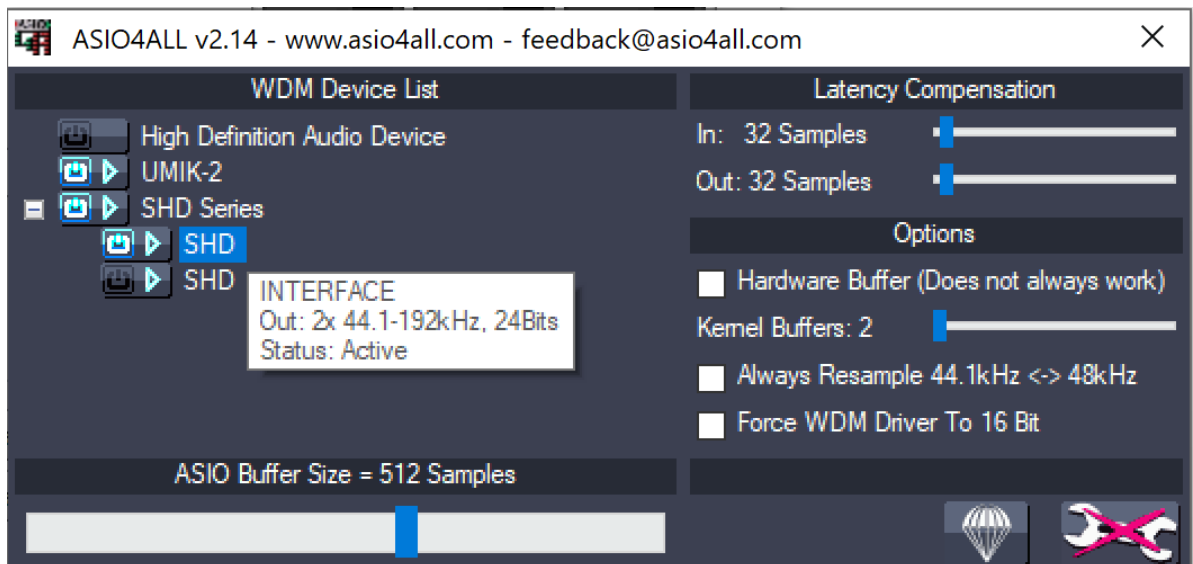 ASIO4ALL v2.14 - www.asio4all.com - feedback@asio4all.com
WDM Device List
High Definition Audio Device
UMIK-2
SHD Series
SHD
SHD
INTERFACE
Out: 2x 44.1-192kHz, 24Bits
Status: Active
ASIO Buffer Size = 512 Samples
Latency Compensation
In: 32 Samples
Out: 32 Samples
Options
Hardware Buffer (Does not always work)
Kernel Buffers: 2
Always Resample 44.1kHz <-> 48kHz
Force WDM Driver To 16 Bit